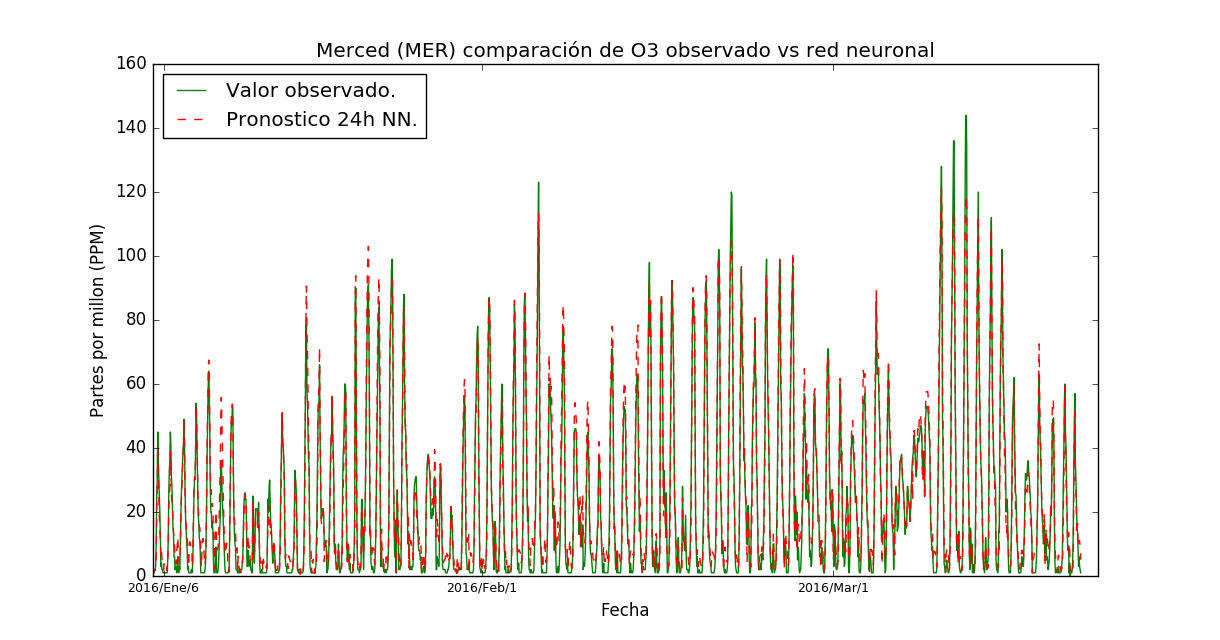 Merced (MER) comparación de O3 observado vs red neuronal
Valor observado.
Pronostico 24h NN.
Partes por millon (PPM)
160
140
120
100
80
60
40
20
0
2016/Ene/6
2016/Feb/1
2016/Mar/1
Fecha